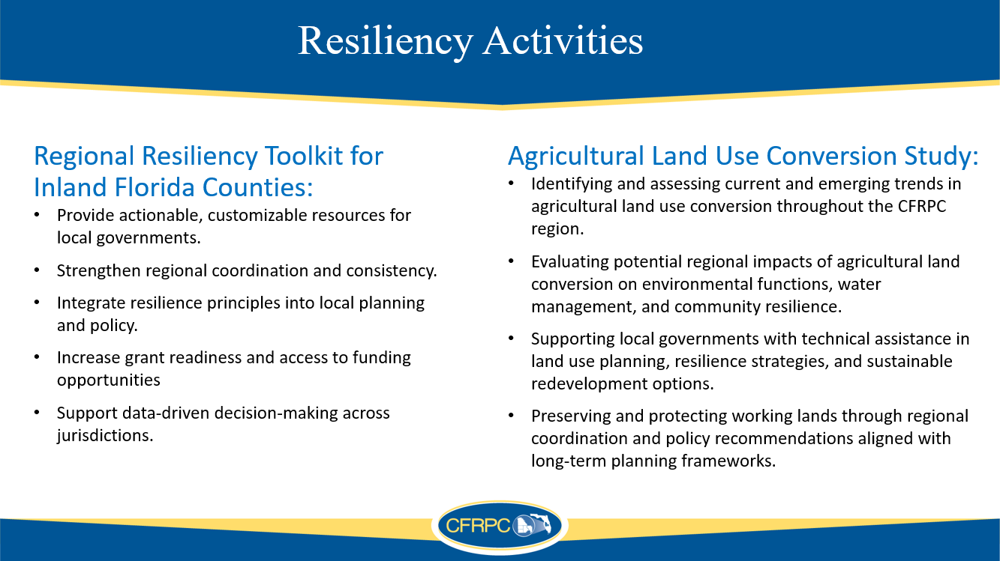 Resiliency Activities
Regional Resiliency Toolkit for
Inland Florida Counties:
• Provide actionable, customizable resources for
local governments.
• Strengthen regional coordination and consistency.
• Integrate resilience principles into local planning
and policy.
• Increase grant readiness and access to funding
opportunities
• Support data-driven decision-making across
jurisdictions.
Agricultural Land Use Conversion Study:
• Identifying and assessing current and emerging trends in
agricultural land use conversion throughout the CFRPC
region.
• Evaluating potential regional impacts of agricultural land
conversion on environmental functions, water
management, and community resilience.
• Supporting local governments with technical assistance in
land use planning, resilience strategies, and sustainable
redevelopment options.
• Preserving and protecting working lands through regional
coordination and policy recommendations aligned with
long-term planning frameworks.
CFRPC